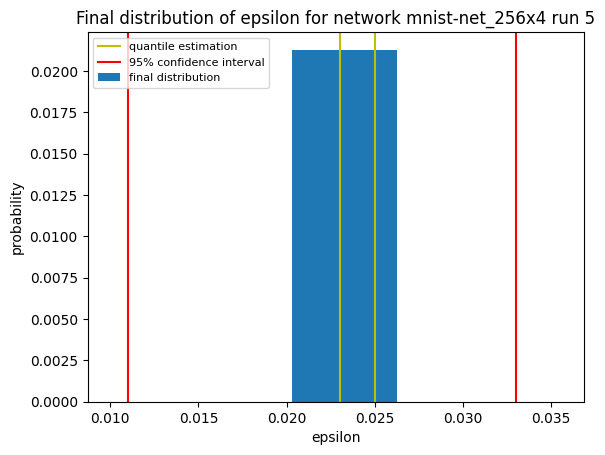 Final distribution of epsilon for network mnist-net_256x4 run 5
quantile estimation
95% confidence interval
final distribution
0.0200
0.0175
0.0150
0.0125
0.0100
0.0075
0.0050
0.0025
0.0000
probability
0.010
0.015
0.020
0.025
0.030
0.035
epsilon